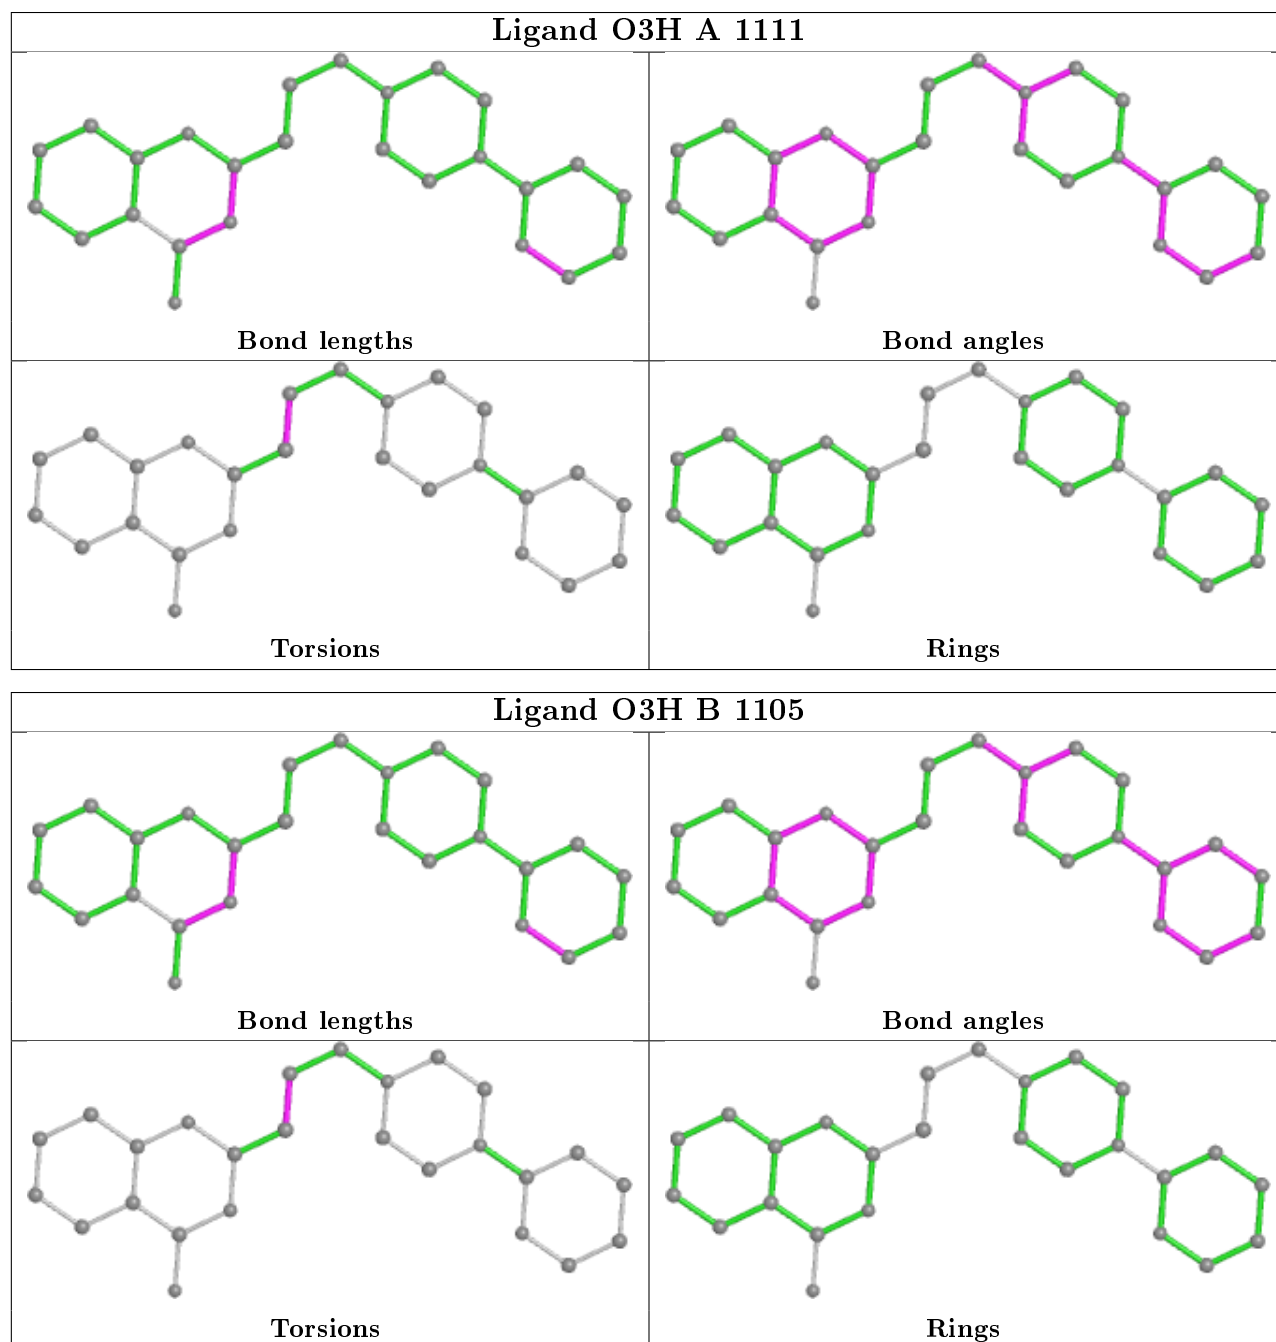 Ligand O3H A 1111
Bond lengths
Bond angles
Torsions
Rings
Ligand O3H B 1105
Bond lengths
Bond angles
Torsions
Rings